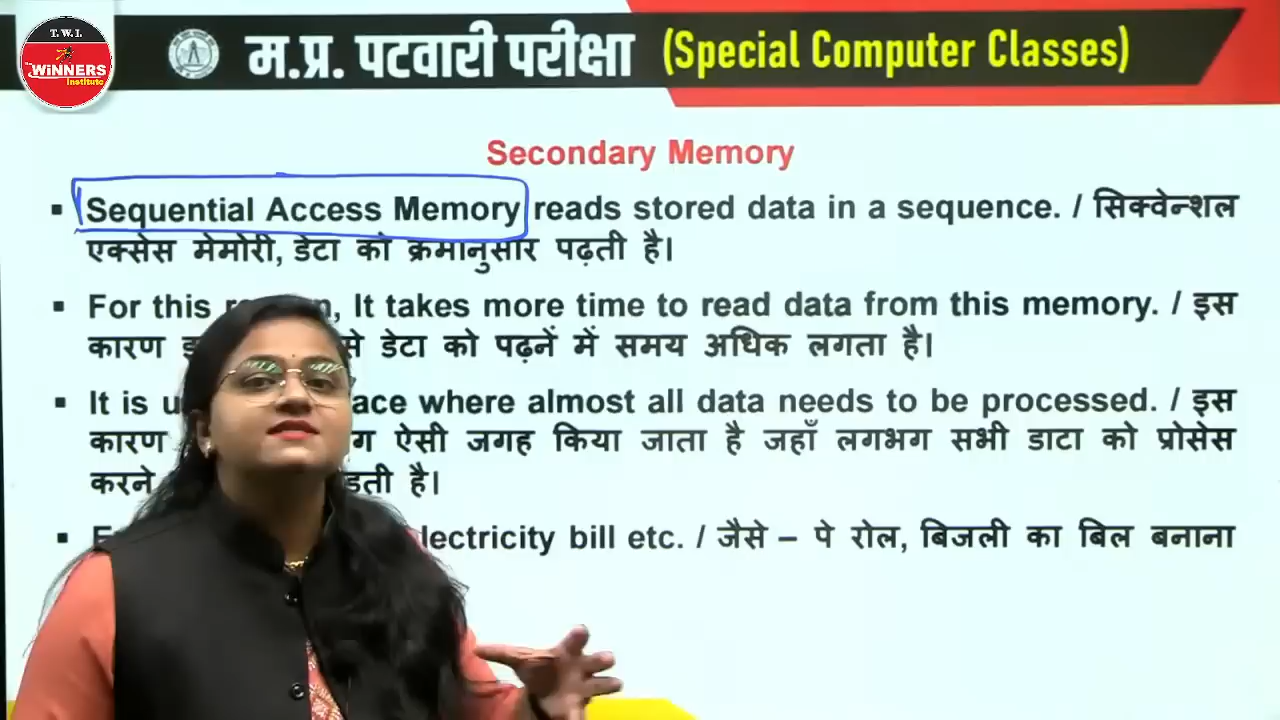 T.W.I.
WiNNERS
institute
म.प्र. पटवारी परीक्षा (Special Computer Classes)
Secondary Memory
▪ Sequential Access Memory reads stored data in a sequence. / सिक्वेन्शल
एक्सेस मेमोरी, डेटा को क्रमानुसार पढ़ती है।
▪ For this It takes more time to read data from this memory. / इस
कारण से डेटा को पढ़नें में समय अधिक लगता है।
▪ It is where almost all data needs to be processed. / इस
कारण ऐसी जगह किया जाता है जहाँ लगभग सभी डाटा को प्रोसेस
करने है।
▪ bill etc. / जैसे – पे रोल, बिजली का बिल बनाना